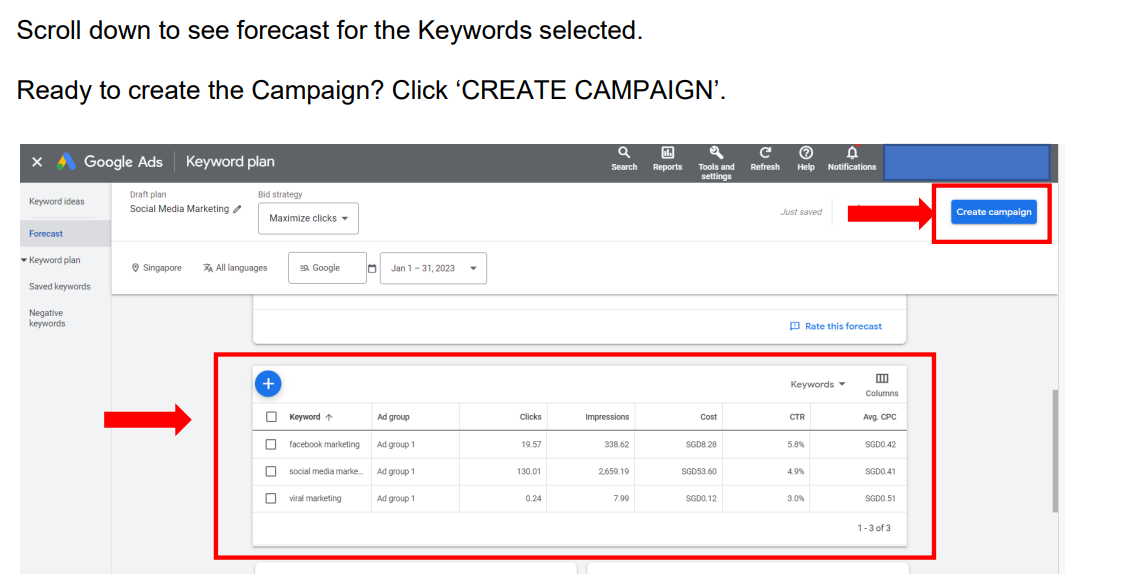 Scroll down to see forecast for the Keywords selected.
Ready to create the Campaign? Click ‘CREATE CAMPAIGN’.
Google Ads Keyword plan
Search Reports Tools and settings Refresh Help Notifications
Keyword ideas
Forecast
Keyword plan
Saved keywords
Negative keywords
Draft plan
Social Media Marketing
Bid strategy
Maximize clicks
Just saved
Create campaign
Singapore All languages Google Jan 1 – 31, 2023
Rate this forecast
Keywords
Columns
Keyword Ad group Clicks Impressions Cost CTR Avg. CPC
facebook marketing Ad group 1 19.57 338.62 SGD8.28 5.8% SGD0.42
social media marke... Ad group 1 130.01 2,659.19 SGD53.60 4.9% SGD0.41
viral marketing Ad group 1 0.24 7.99 SGD0.12 3.0% SGD0.51
1 - 3 of 3